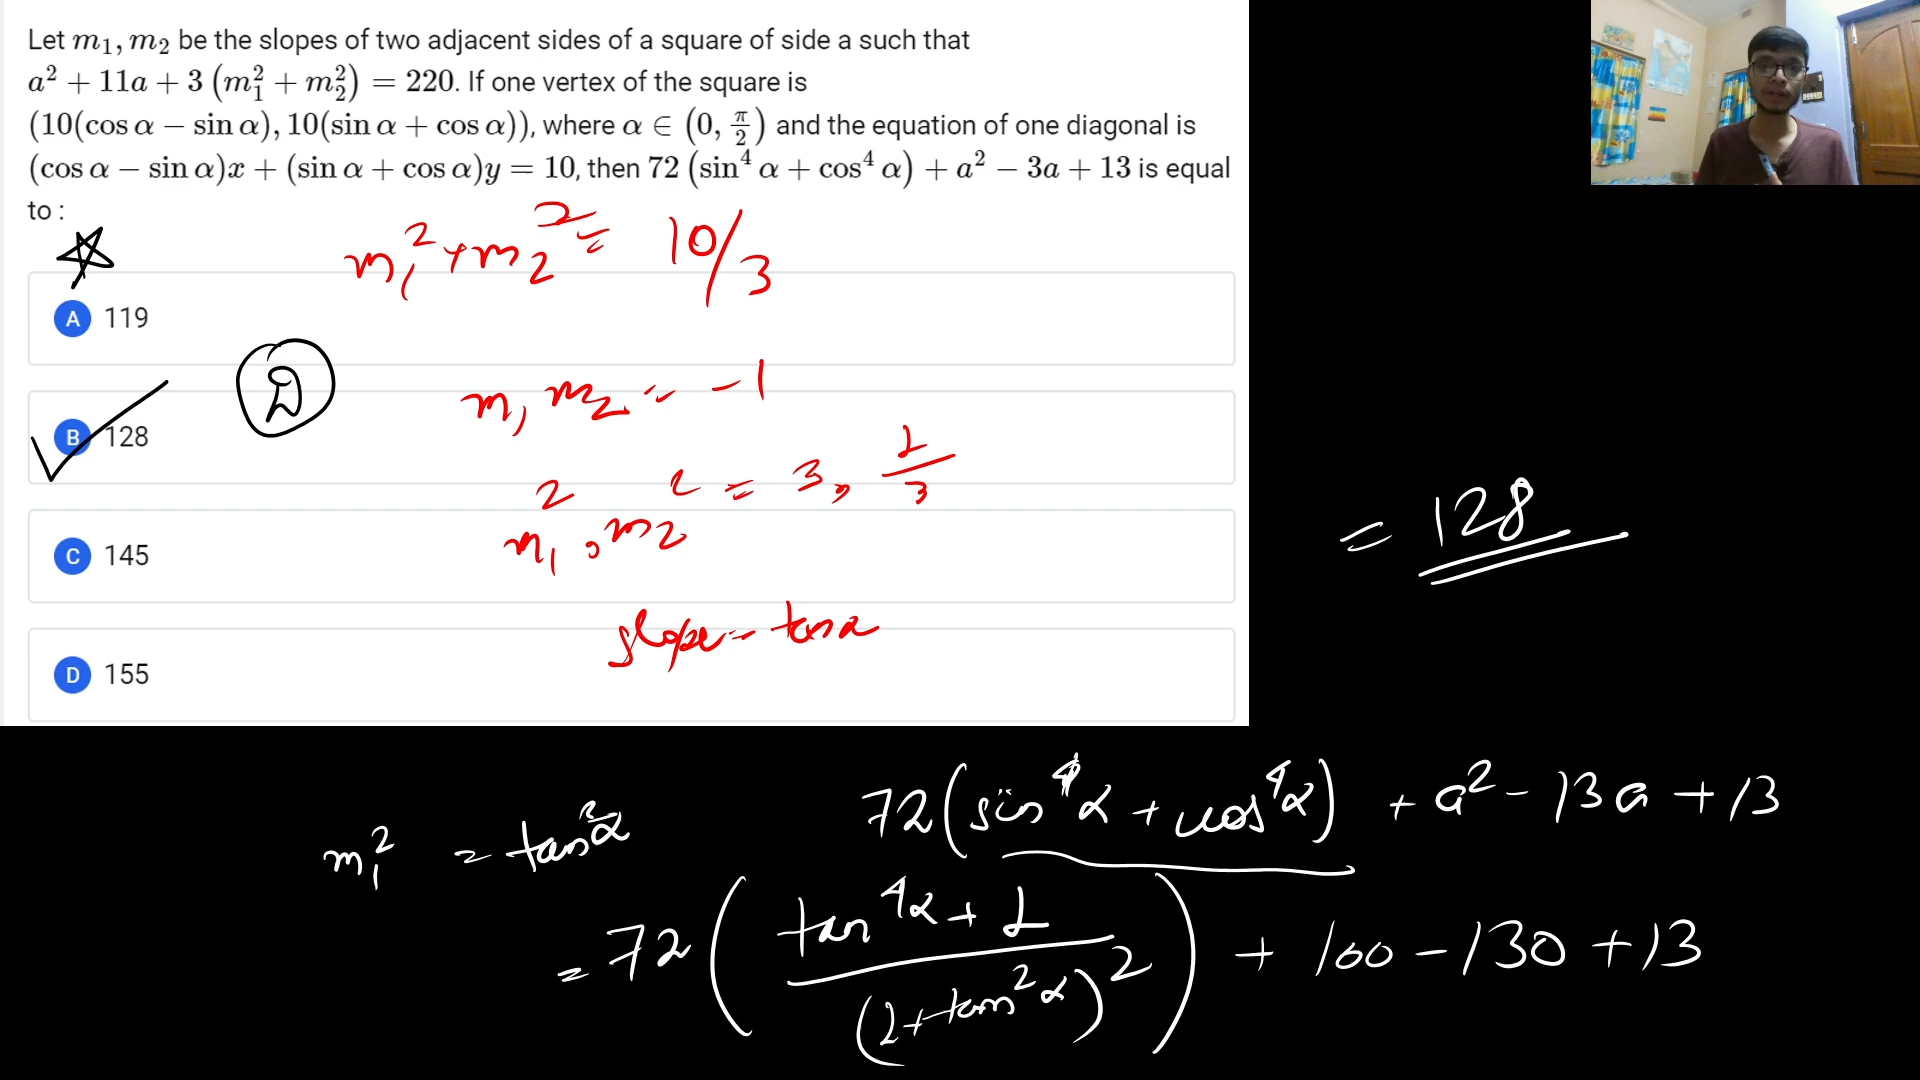 Let m₁, m₂ be the slopes of two adjacent sides of a square of side a such that
a² + 11a + 3 (m₁² + m₂²) = 220. If one vertex of the square is
(10(cos α − sin α), 10(sin α + cos α)), where α ∈ (0, π/2) and the equation of one diagonal is
(cos α − sin α)x + (sin α + cos α)y = 10, then 72 (sin⁴ α + cos⁴ α) + a² − 3a + 13 is equal
to :
m₁² + m₂² = 10/3
A 119
D
m₁ m₂ = -1
B 128
m₁², m₂² = 3, 1/3
= 128
C 145
slope = tan α
D 155
72(sin⁴α + cos⁴α) + a² - 13a + 13
m₁² = tan²α
= 72 ( (tan⁴α + 1) / (1 + tan²α)² ) + 100 - 130 + 13